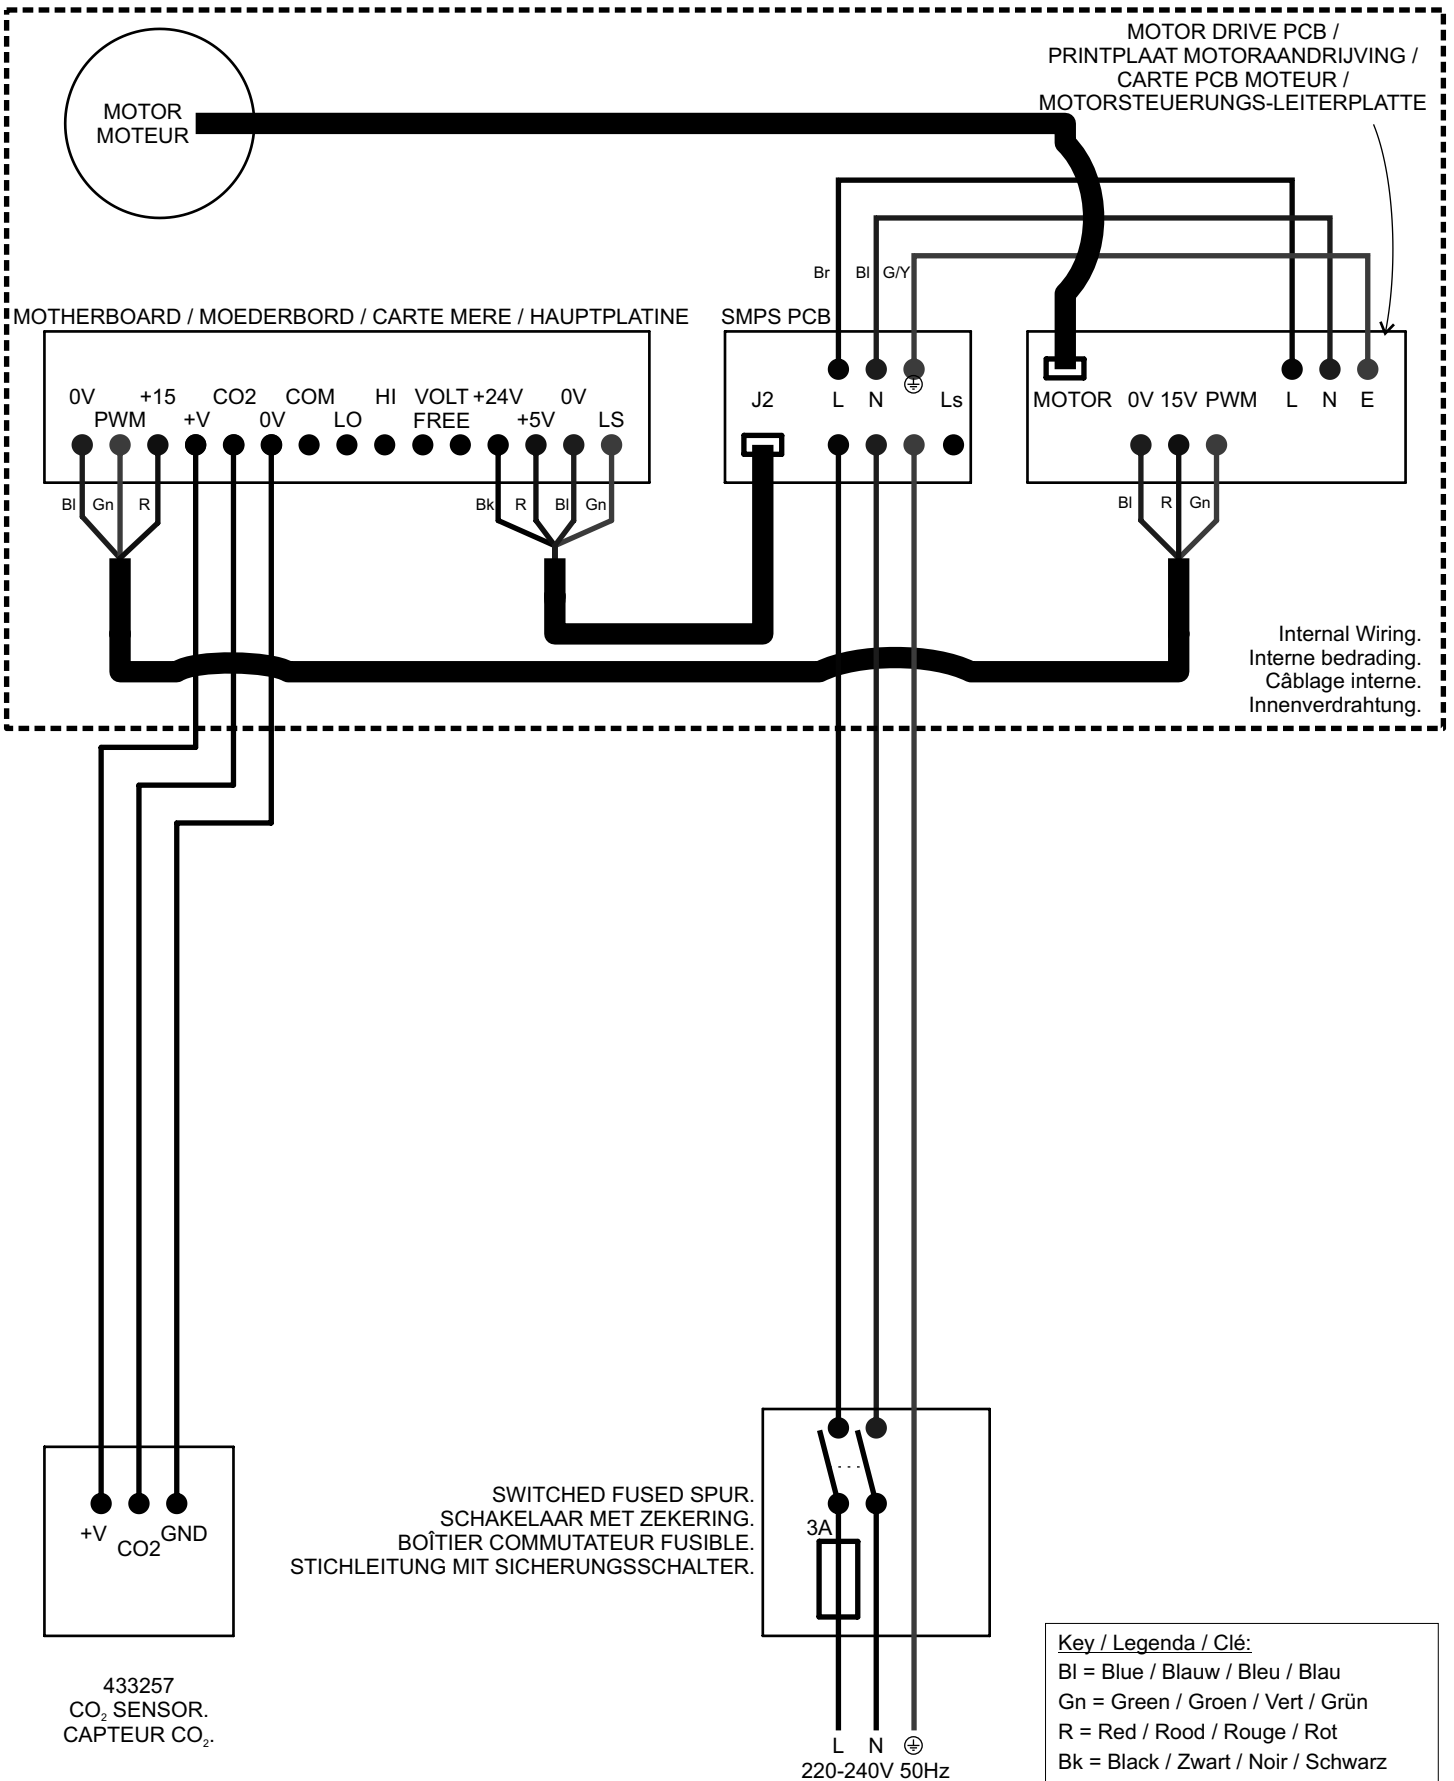 MOTOR DRIVE PCB /
PRINTPLAAT MOTORAANDRIJVING /
CARTE PCB MOTEUR /
MOTORSTEUERUNGS-LEITERPLATTE
MOTOR
MOTEUR
Br Bl G/Y
MOTHERBOARD / MOEDERBORD / CARTE MERE / HAUPTPLATINE
SMPS PCB
0V +15 CO2 COM HI VOLT +24V 0V
PWM +V 0V LO FREE +5V LS
J2 L N Ls
MOTOR 0V 15V PWM L N E
Bl Gn R
Bk R Bl Gn
Bl R Gn
Internal Wiring.
Interne bedrading.
Câblage interne.
Innenverdrahtung.
SWITCHED FUSED SPUR.
SCHAKELAAR MET ZEKERING.
BOÎTIER COMMUTATEUR FUSIBLE.
STICHLEITUNG MIT SICHERUNGSSCHALTER.
3A
+V CO2 GND
433257
CO₂ SENSOR.
CAPTEUR CO₂.
L N
220-240V 50Hz
Key / Legenda / Clé:
Bl = Blue / Blauw / Bleu / Blau
Gn = Green / Groen / Vert / Grün
R = Red / Rood / Rouge / Rot
Bk = Black / Zwart / Noir / Schwarz